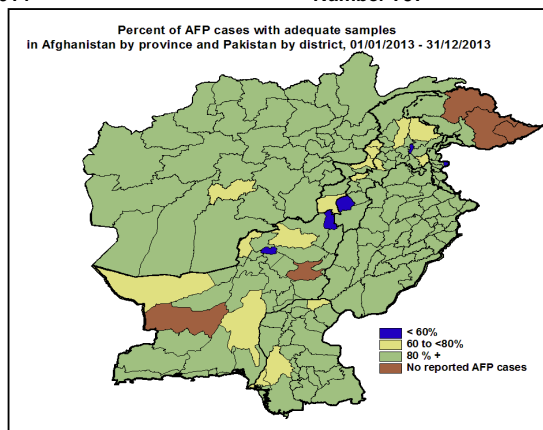 Percent of AFP cases with adequate samples
in Afghanistan by province and Pakistan by district, 01/01/2013 - 31/12/2013
< 60%
60 to <80%
80 % +
No reported AFP cases